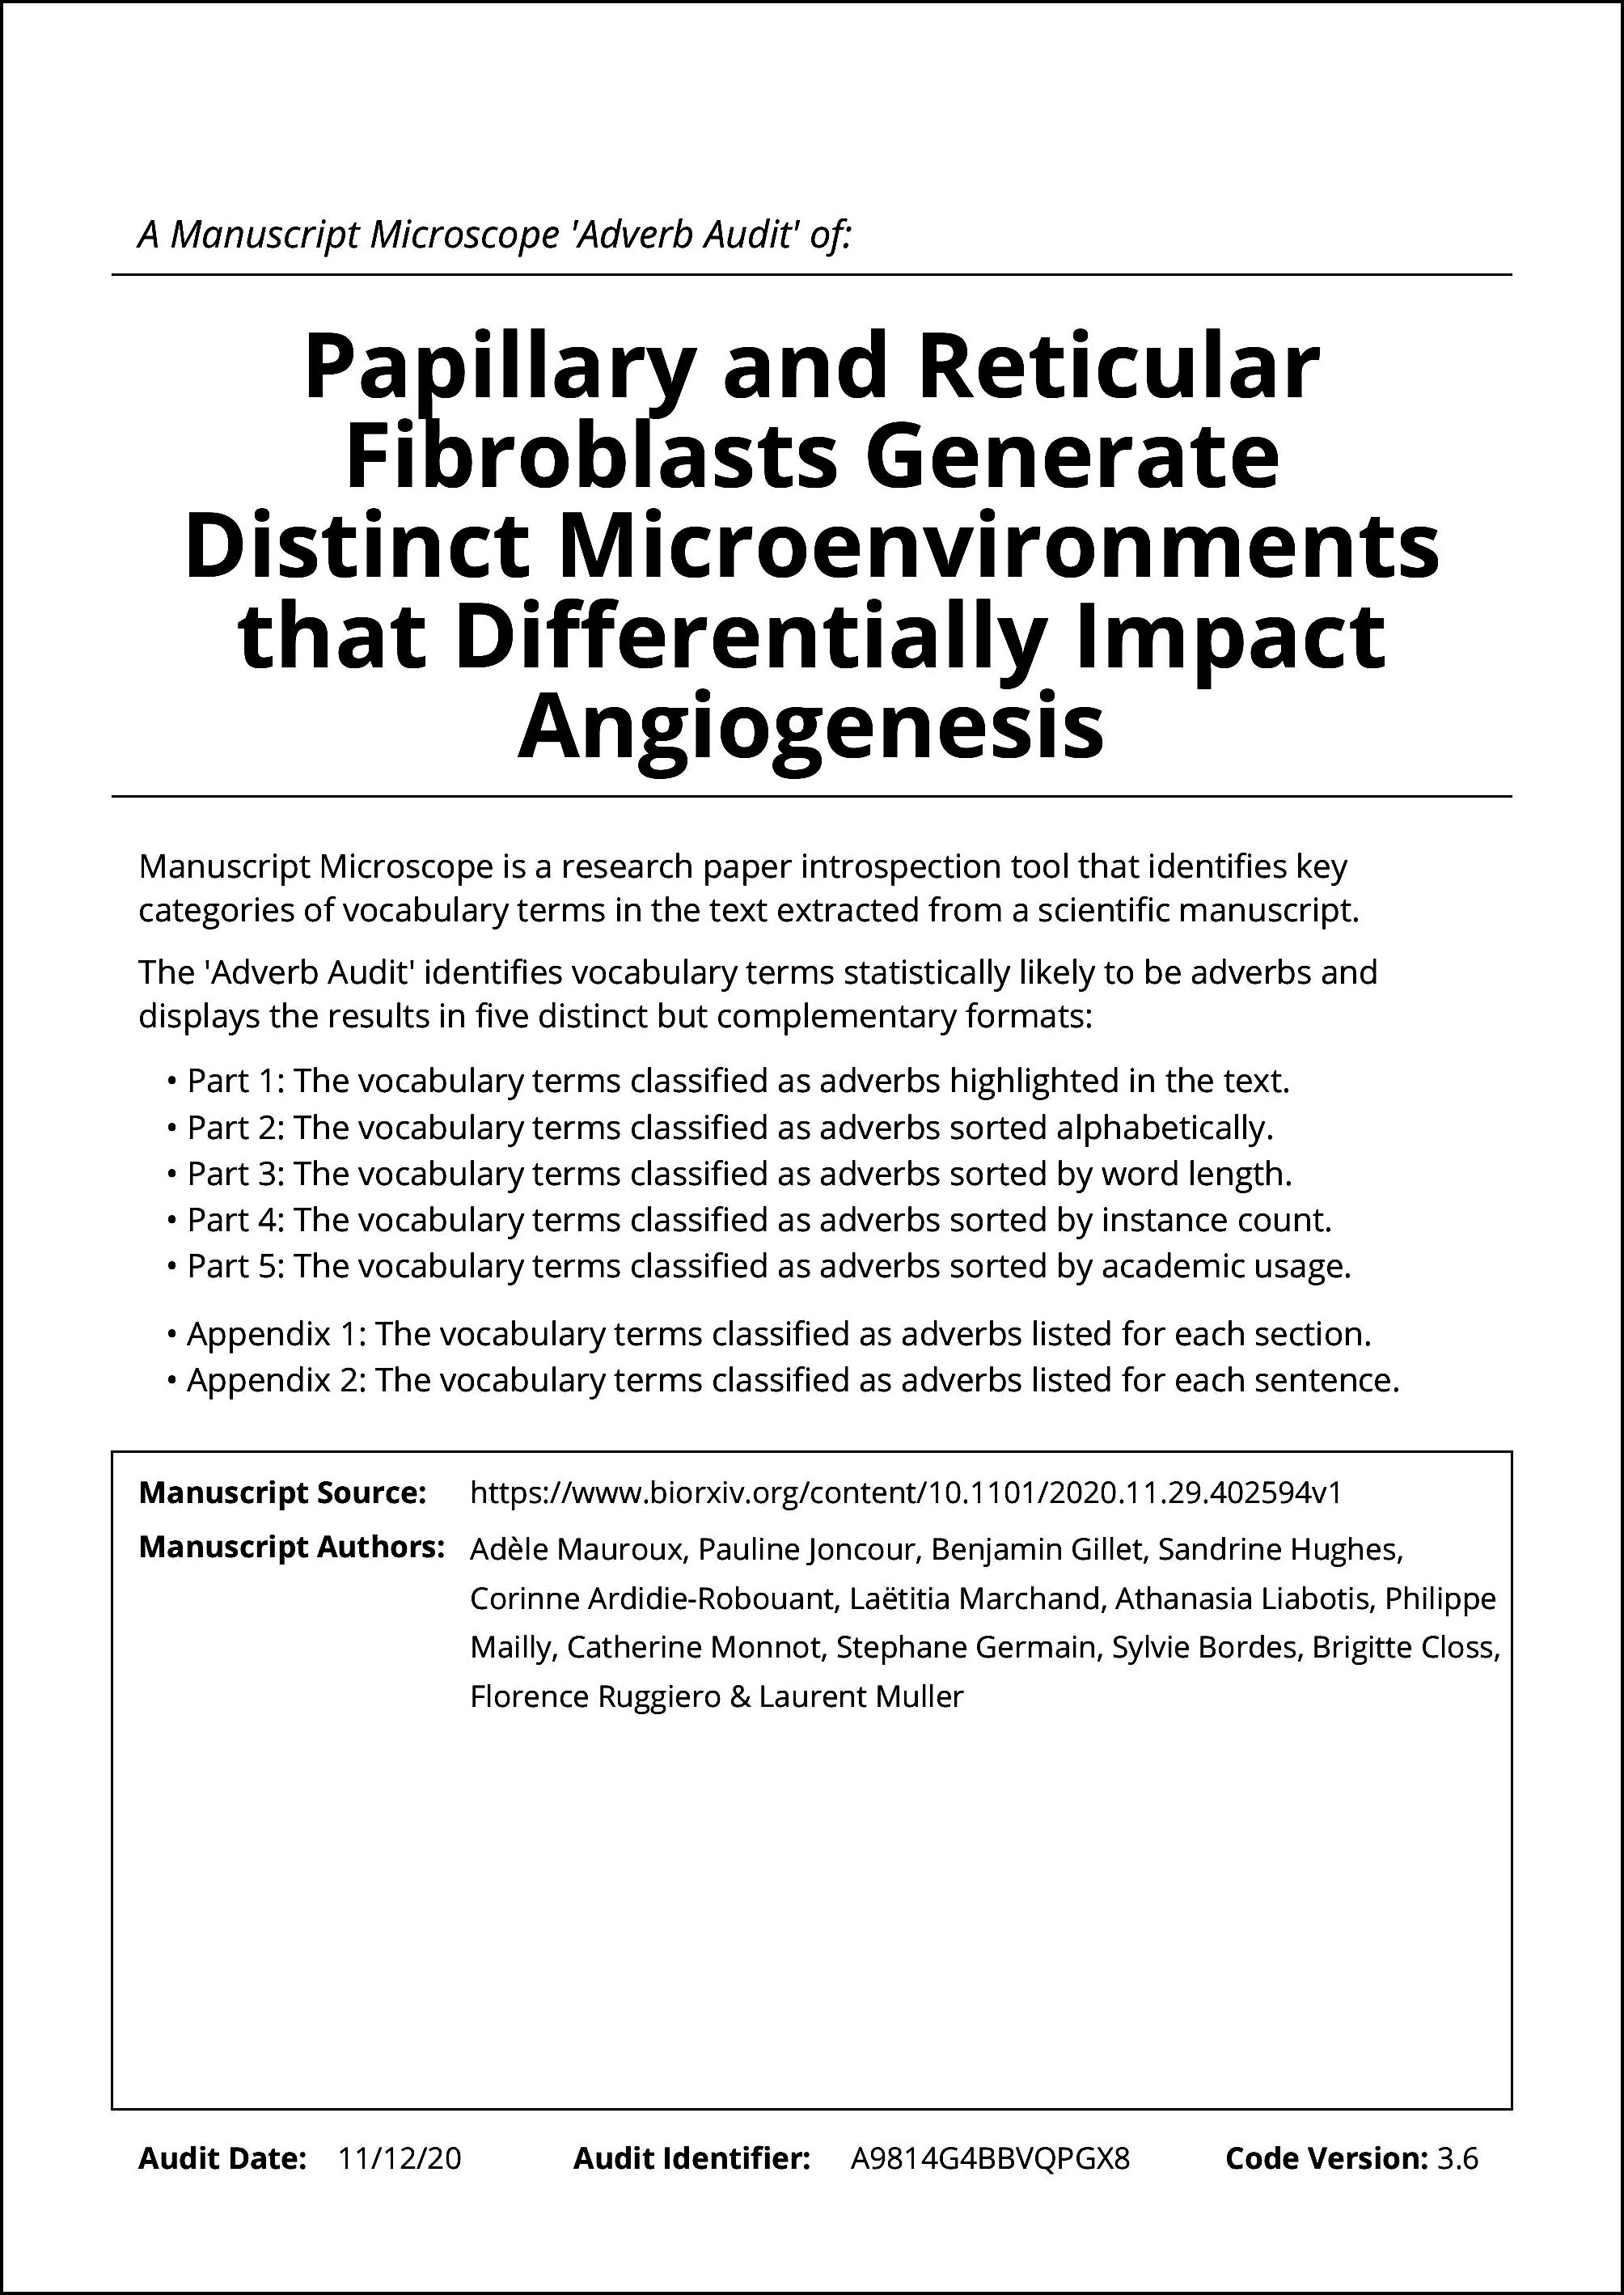 A Manuscript Microscope 'Adverb Audit' of:
Papillary and Reticular
Fibroblasts Generate
Distinct Microenvironments
that Differentially Impact
Angiogenesis
Manuscript Microscope is a research paper introspection tool that identifies key
categories of vocabulary terms in the text extracted from a scientific manuscript.
The 'Adverb Audit' identifies vocabulary terms statistically likely to be adverbs and
displays the results in five distinct but complementary formats:
• Part 1: The vocabulary terms classified as adverbs highlighted in the text.
• Part 2: The vocabulary terms classified as adverbs sorted alphabetically.
• Part 3: The vocabulary terms classified as adverbs sorted by word length.
• Part 4: The vocabulary terms classified as adverbs sorted by instance count.
• Part 5: The vocabulary terms classified as adverbs sorted by academic usage.
• Appendix 1: The vocabulary terms classified as adverbs listed for each section.
• Appendix 2: The vocabulary terms classified as adverbs listed for each sentence.
Manuscript Source: https://www.biorxiv.org/content/10.1101/2020.11.29.402594v1
Manuscript Authors: Adèle Mauroux, Pauline Joncour, Benjamin Gillet, Sandrine Hughes,
Corinne Ardidie-Robouant, Laëtitia Marchand, Athanasia Liabotis, Philippe
Mailly, Catherine Monnot, Stephane Germain, Sylvie Bordes, Brigitte Closs,
Florence Ruggiero & Laurent Muller
Audit Date: 11/12/20 Audit Identifier: A9814G4BBVQPGX8 Code Version: 3.6